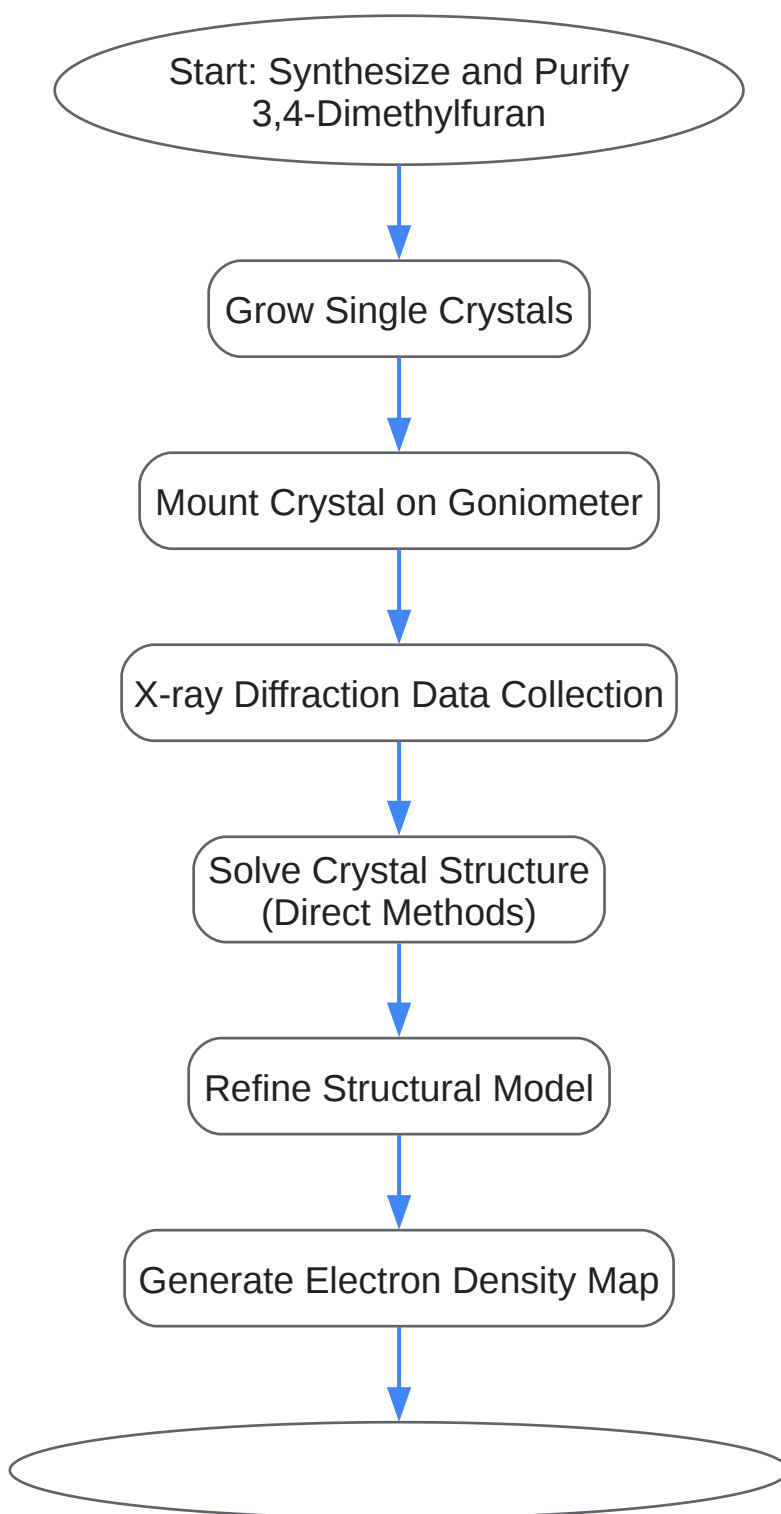 Start: Synthesize and Purify
3,4-Dimethylfuran
Grow Single Crystals
Mount Crystal on Goniometer
X-ray Diffraction Data Collection
Solve Crystal Structure
(Direct Methods)
Refine Structural Model
Generate Electron Density Map